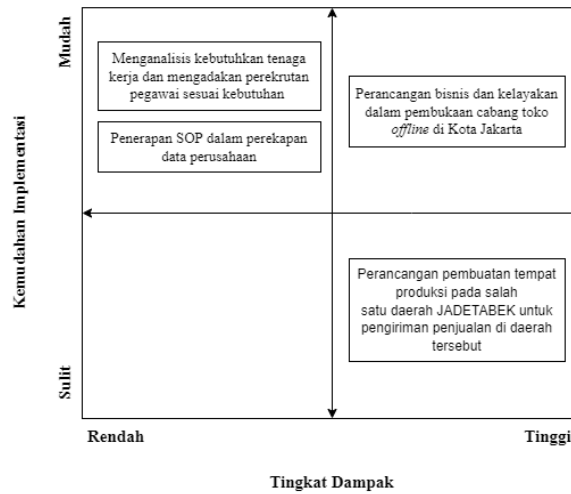 Mudah
Menganalisis kebutuhkan tenaga
kerja dan mengadakan perekrutan
pegawai sesuai kebutuhan
Penerapan SOP dalam perekapan
data perusahaan
Perancangan bisnis dan kelayakan
dalam pembukaan cabang toko
offline di Kota Jakarta
Kemudahan Implementasi
Perancangan pembuatan tempat
produksi pada salah
satu daerah JADETABEK untuk
pengiriman penjualan di daerah
tersebut
Sulit
Rendah
Tinggi
Tingkat Dampak